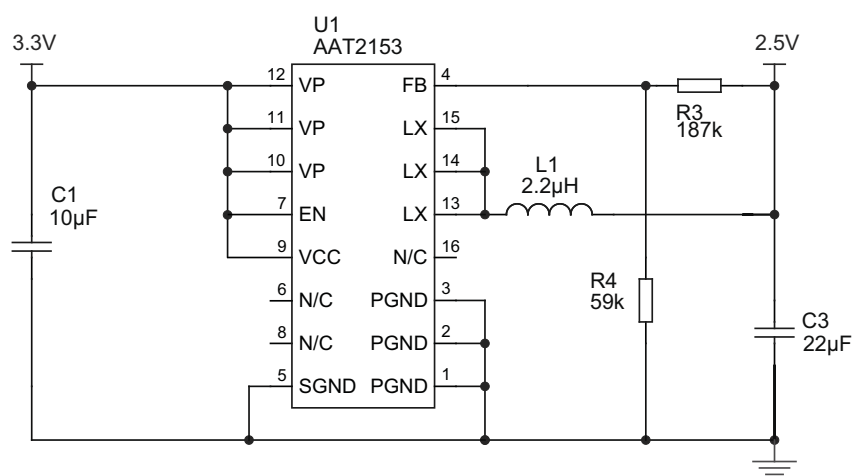 3.3V
U1
AAT2153
2.5V
12 VP FB 4
R3
187k
11 VP LX 15
10 VP LX 14
L1
2.2µH
C1
10µF
7 EN LX 13
9 VCC N/C 16
6 N/C PGND 3
R4
59k
C3
22µF
8 N/C PGND 2
5 SGND PGND 1